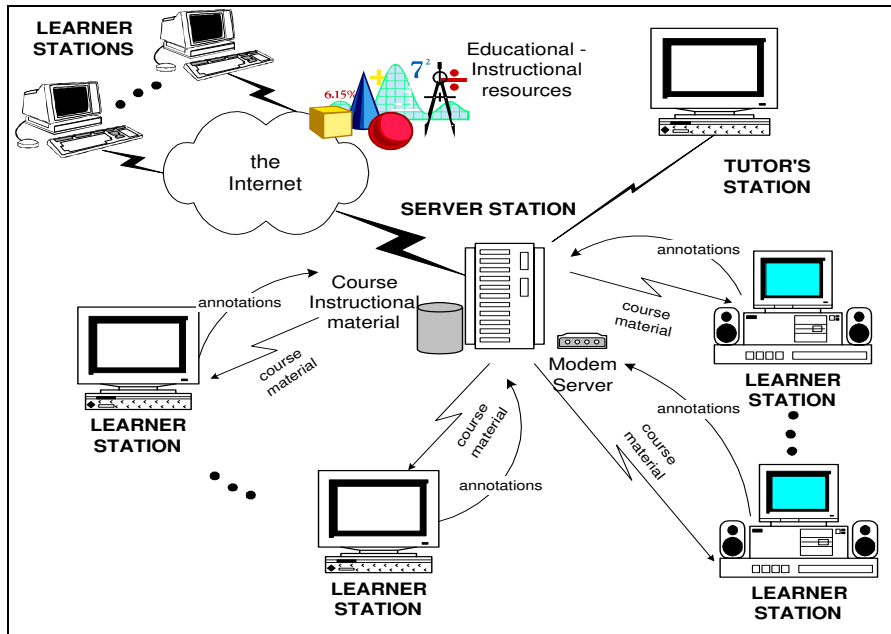 LEARNER
STATIONS
Educational -
Instructional
resources
6.15%
+
7²
the
Internet
TUTOR'S
STATION
SERVER STATION
annotations
course
material
Course
Instructional
material
annotations
course
material
Modem
Server
LEARNER
STATION
annotations
course
material
LEARNER
STATION
course
material
annotations
LEARNER
STATION
LEARNER
STATION